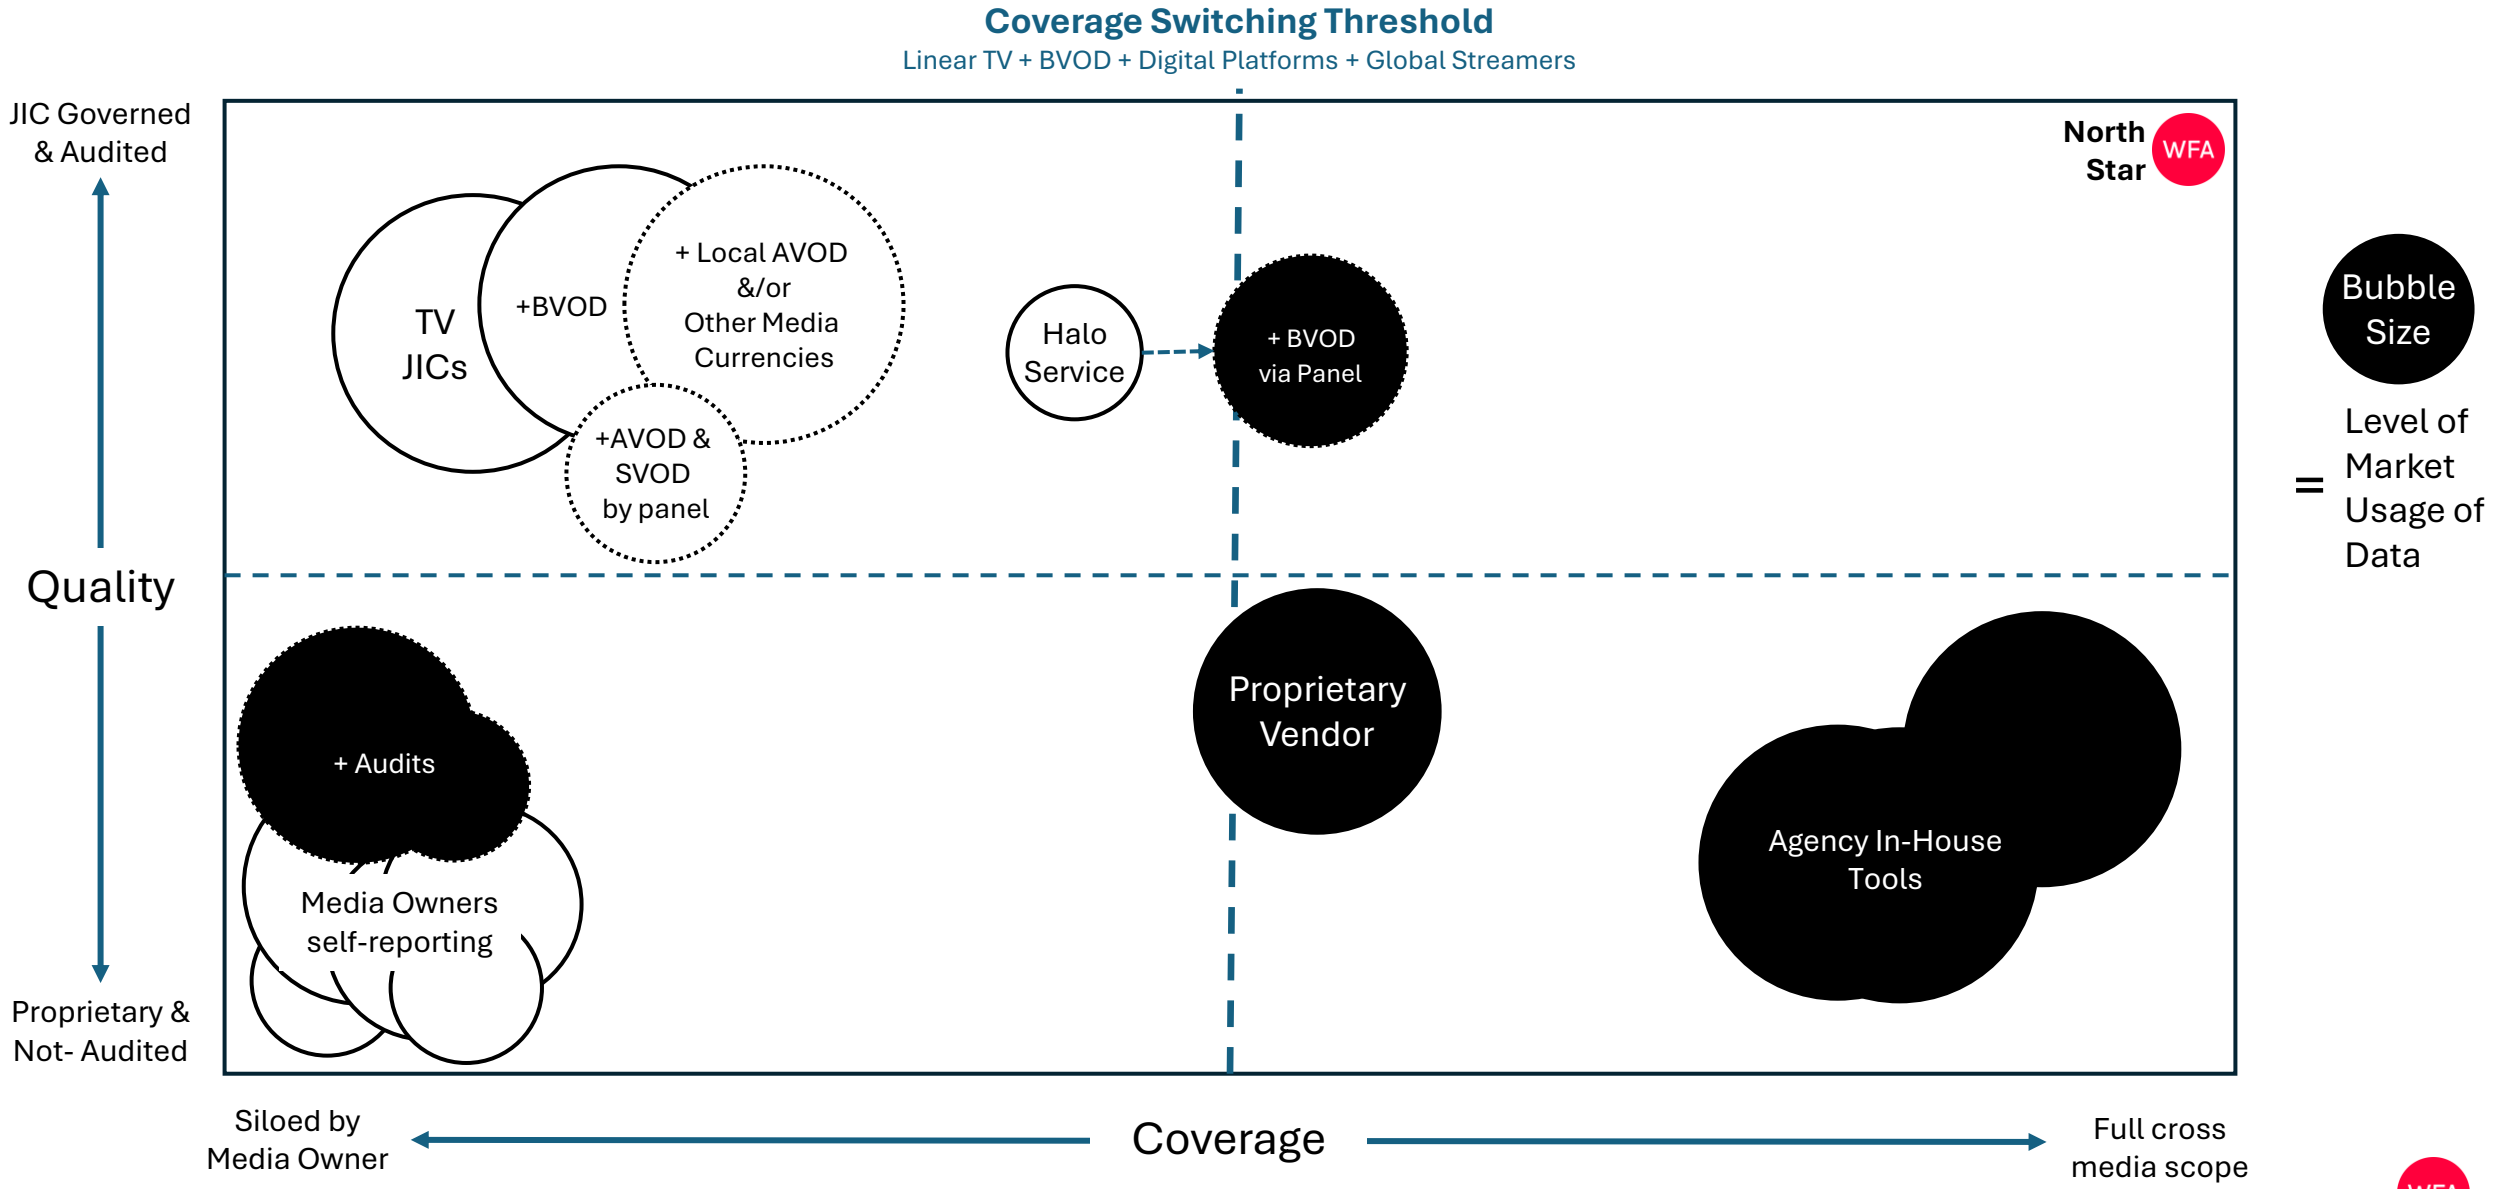 Coverage Switching Threshold
Linear TV + BVOD + Digital Platforms + Global Streamers
JIC Governed
& Audited
North
Star
WFA
TV
JICs
+BVOD
+ Local AVOD
&/or
Other Media
Currencies
+AVOD &
SVOD
by panel
Halo
Service
+ BVOD
via Panel
Bubble
Size
=
Level of
Market
Usage of
Data
Quality
+ Audits
Media Owners
self-reporting
Proprietary
Vendor
Agency In-House
Tools
Proprietary &
Not- Audited
Siloed by
Media Owner
Coverage
Full cross
media scope
WFA